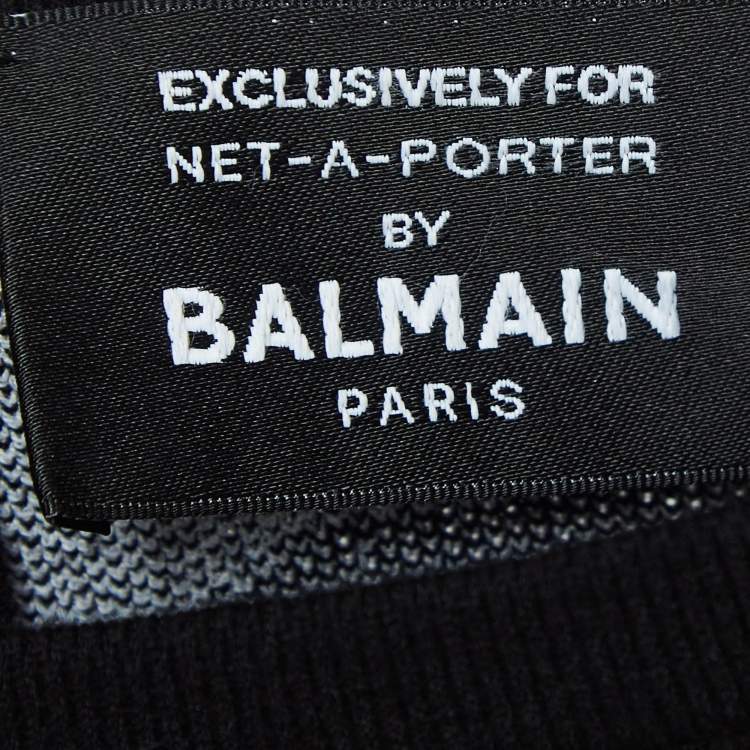 EXCLUSIVELY FOR
NET-A-PORTER
BY
BALMAIN
PARIS